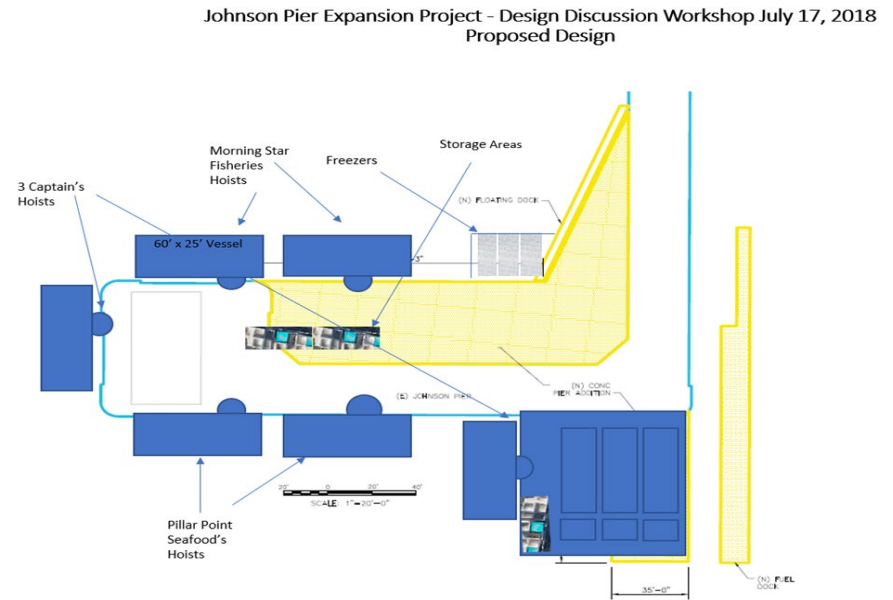 Johnson Pier Expansion Project - Design Discussion Workshop July 17, 2018
Proposed Design
Morning Star
Fisheries
Hoists
Freezers
Storage Areas
3 Captain's
Hoists
(N) FLOATING DOCK
60' x 25' Vessel
3"
(N) CONC
PIER ADDITION
(E) JOHNSON PIER
20' 0 20' 40'
SCALE: 1"=20'-0"
Pillar Point
Seafood's
Hoists
35'-0"
(N) FUEL
DOCK